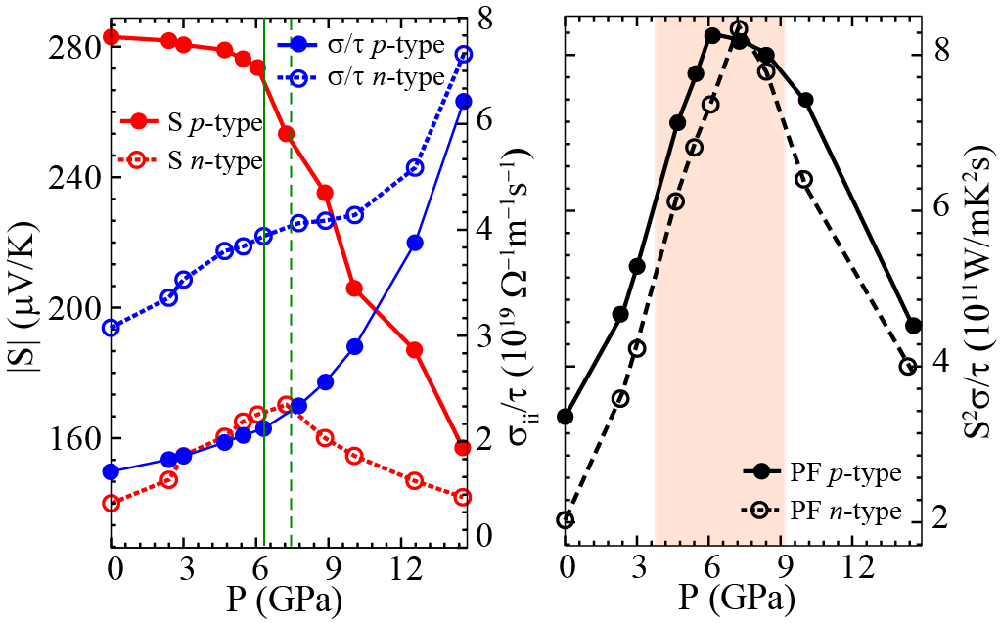 280
240
200
160
|S| (µV/K)
σ/τ p-type
σ/τ n-type
S p-type
S n-type
8
6
4
3
2
0
σᵢᵢ/τ (10¹⁹ Ω⁻¹m⁻¹s⁻¹)
0 3 6 9 12
P (GPa)
PF p-type
PF n-type
8
6
4
2
S²σ/τ (10¹¹W/mK²s)
0 3 6 9 12
P (GPa)